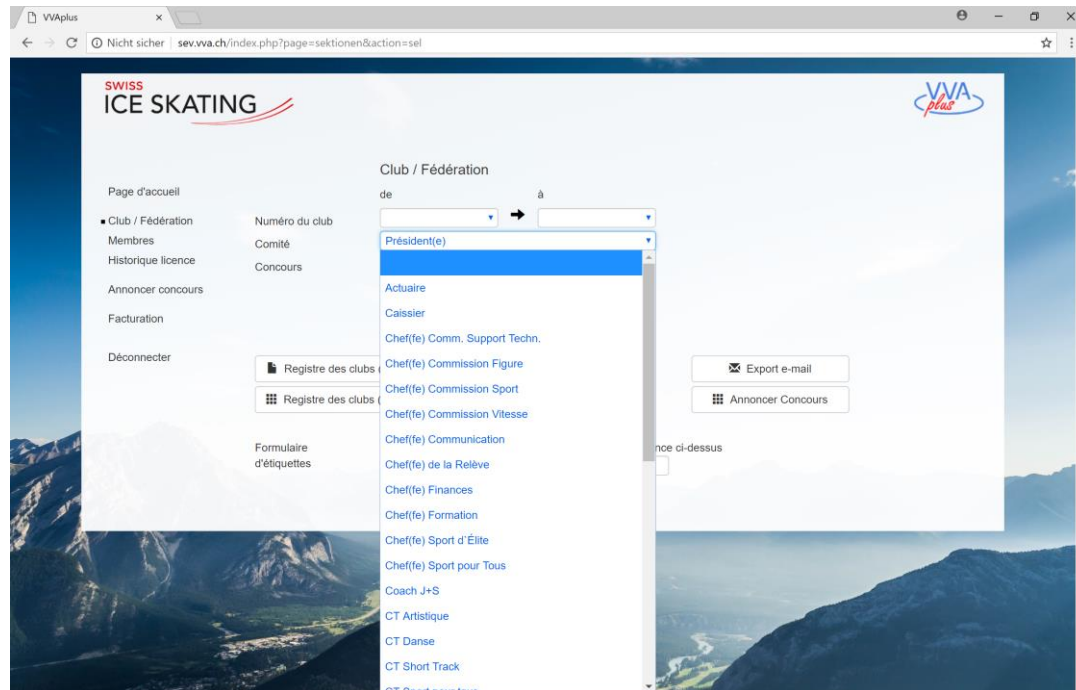 VVAplus
Nicht sicher | sev.vva.ch/index.php?page=sektionen&action=sel
SWISS
ICE SKATING
VVA
plus
Club / Fédération
de à
Page d'accueil
Club / Fédération
Membres
Historique licence
Annoncer concours
Facturation
Déconnecter
Numéro du club
Comité
Concours
Président(e)
Actuaire
Caissier
Chef(fe) Comm. Support Techn.
Chef(fe) Commission Figure
Chef(fe) Commission Sport
Chef(fe) Commission Vitesse
Chef(fe) Communication
Chef(fe) de la Relève
Chef(fe) Finances
Chef(fe) Formation
Chef(fe) Sport d´Élite
Chef(fe) Sport pour Tous
Coach J+S
CT Artistique
CT Danse
CT Short Track
Registre des clubs (
Export e-mail
Registre des clubs (
Annoncer Concours
Formulaire
d'étiquettes
ci-dessus